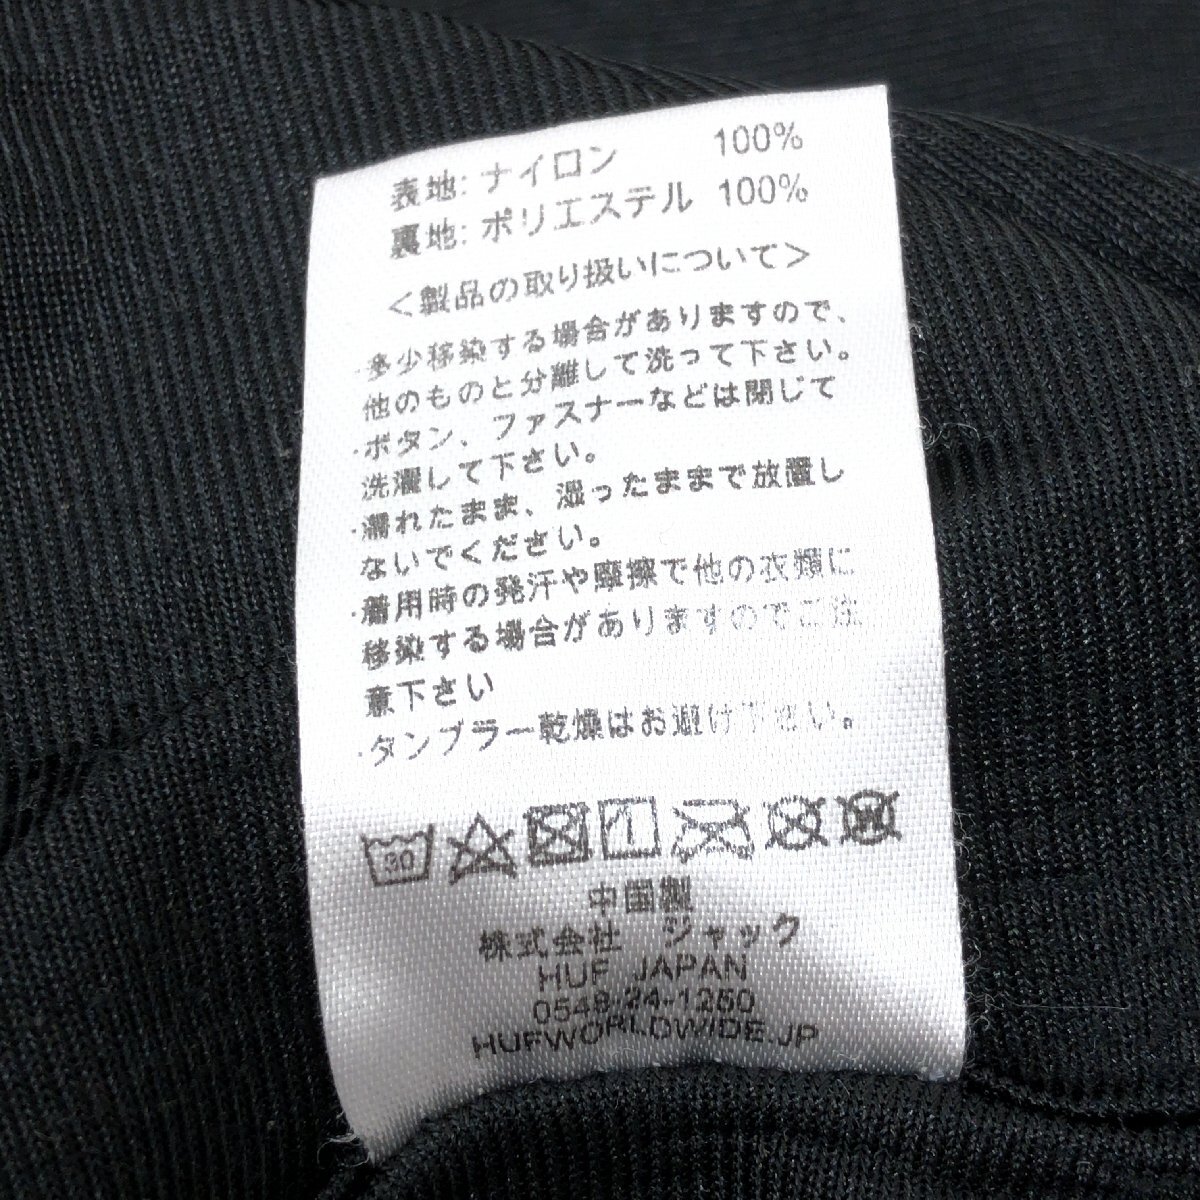 表地: ナイロン 100%
裏地: ポリエステル 100%
<製品の取り扱いについて>
・多少移染する場合がありますので、
他のものと分離して洗って下さい。
・ボタン、ファスナーなどは閉じて
洗濯して下さい。
・濡れたまま、湿ったままで放置し
ないでください。
・着用時の発汗や摩擦で他の衣類に
移染する場合がありますのでご注
意下さい
・タンブラー乾燥はお避け下さい。
30
中国製
株式会社 ジャック
HUF JAPAN
0548-24-1250
HUFWORLDWIDE.JP